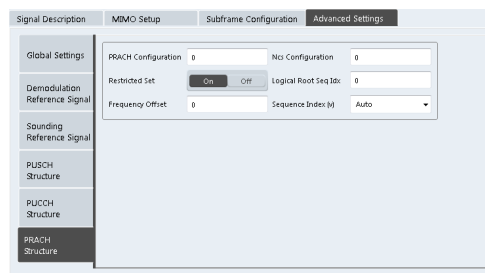 Signal Description MIMO Setup Subframe Configuration Advanced Settings
Global Settings
Demodulation
Reference Signal
Sounding
Reference Signal
PUSCH
Structure
PUCCH
Structure
PRACH
Structure
PRACH Configuration 0 Ncs Configuration 0
Restricted Set On Off Logical Root Seq Idx 0
Frequency Offset 0 Sequence Index (v) Auto